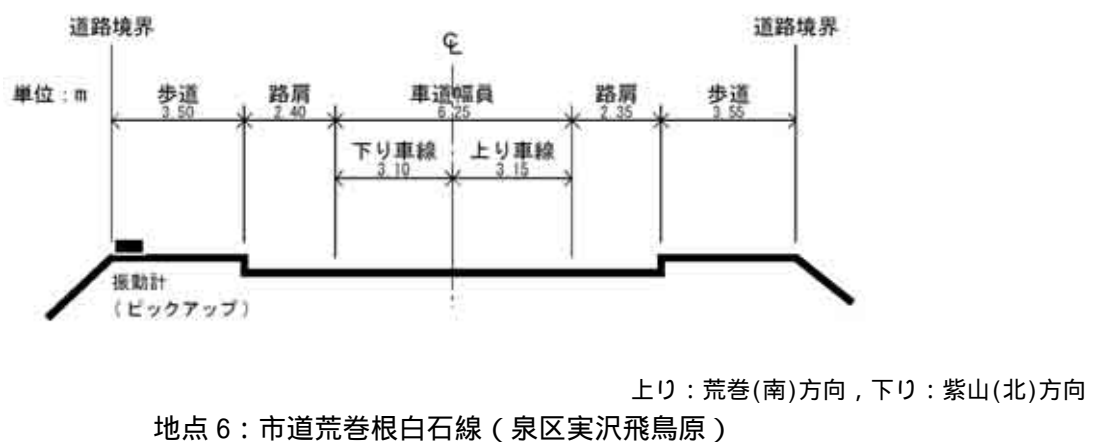 道路境界 道路境界
℄
単位：m 歩道 路肩 車道幅員 路肩 歩道
3.50 2.40 6.25 2.35 3.55
下り車線 上り車線
3.10 3.15
振動計
（ピックアップ）
上り：荒巻(南)方向，下り：紫山(北)方向
地点 6：市道荒巻根白石線（泉区実沢飛鳥原）